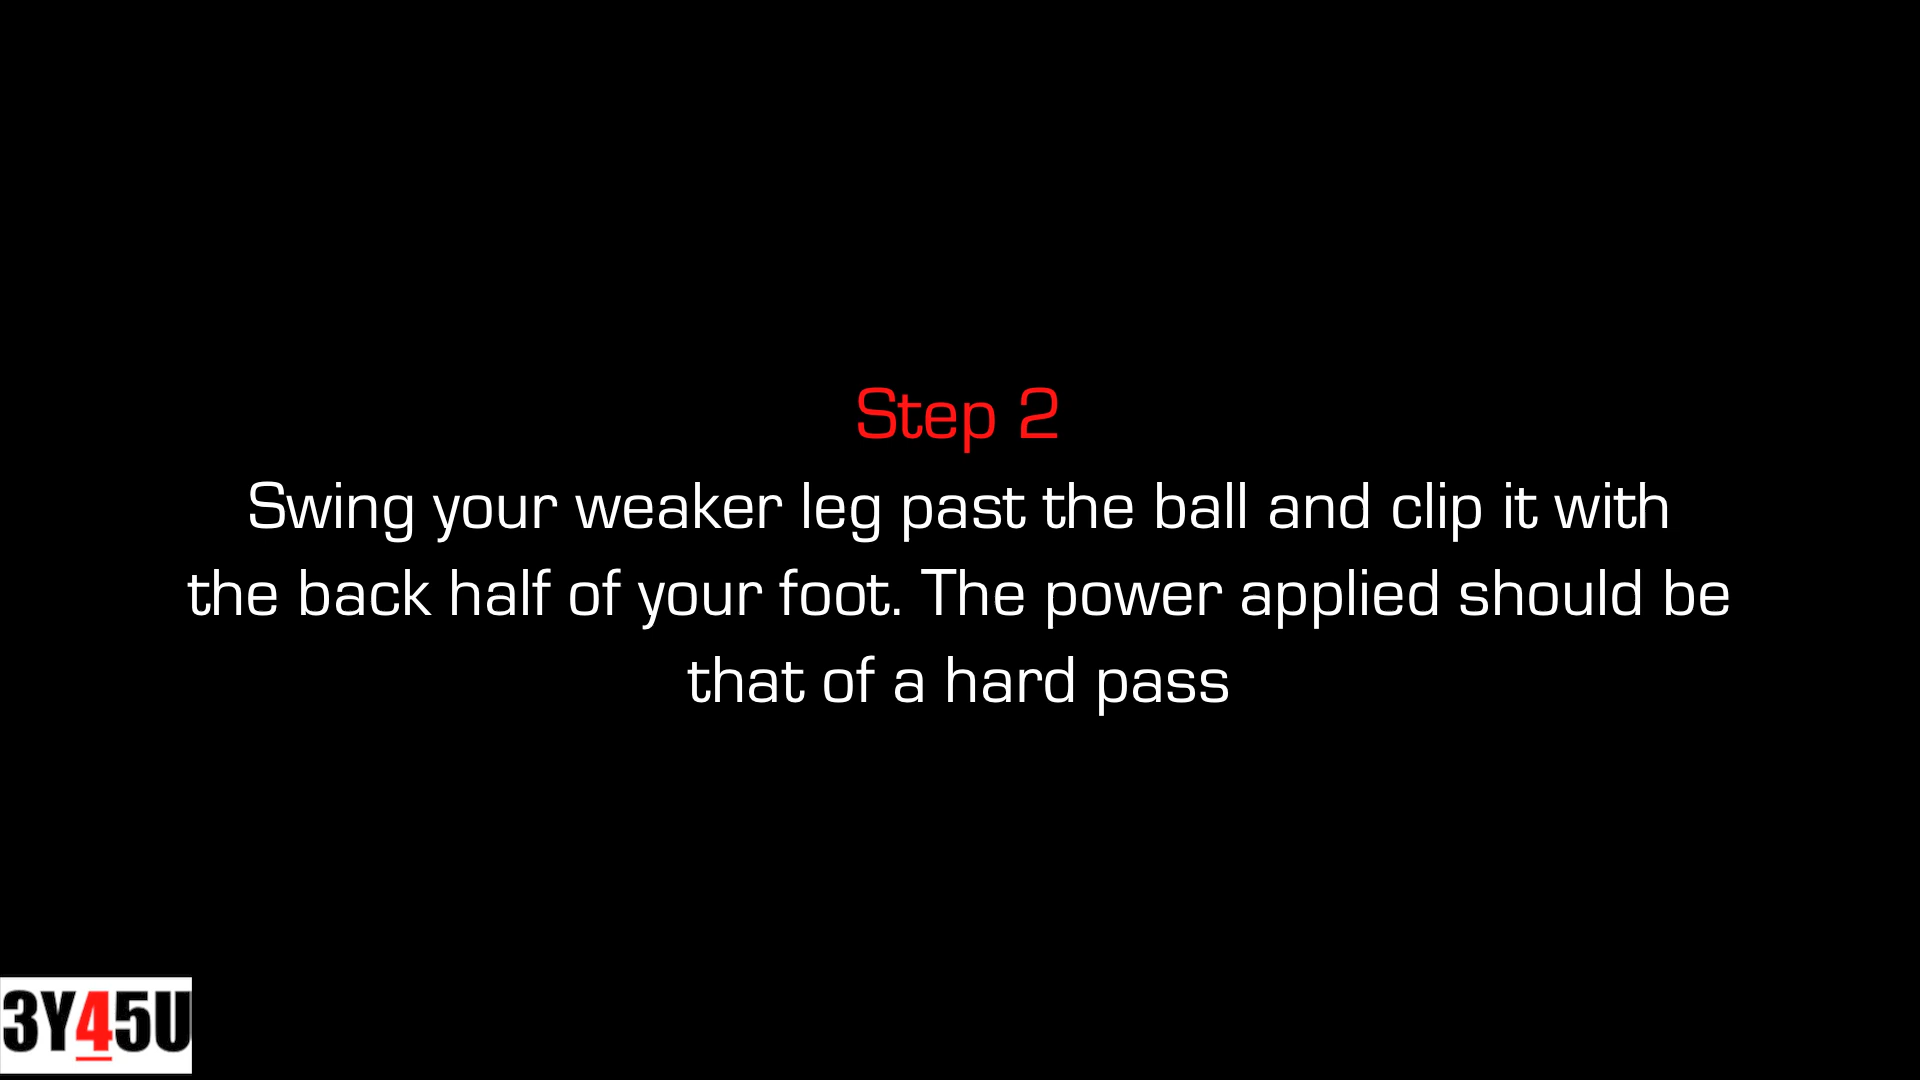 Step 2
Swing your weaker leg past the ball and clip it with
the back half of your foot. The power applied should be
that of a hard pass
3Y45U